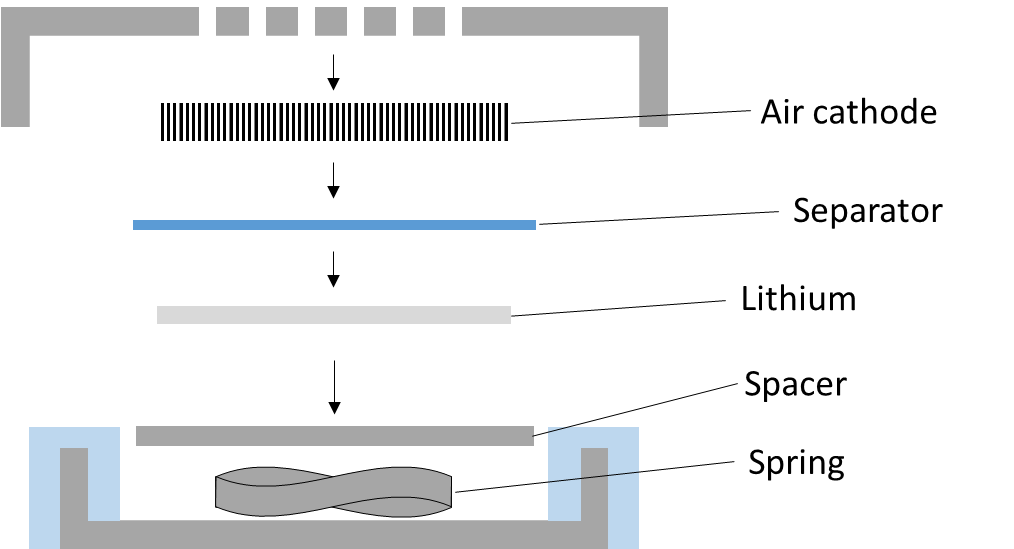 Air cathode
Separator
Lithium
Spacer
Spring